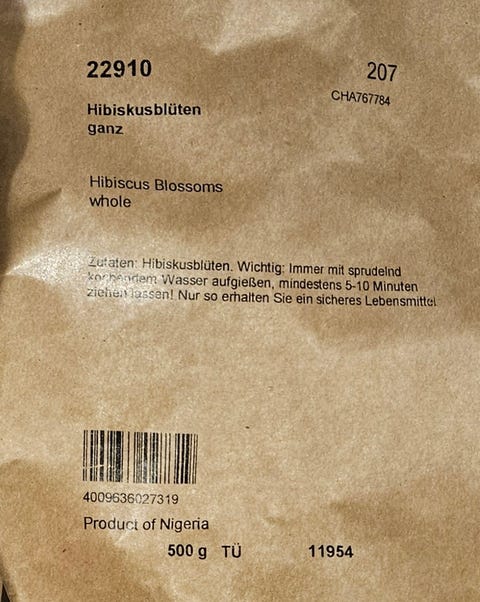 22910
207
CHA767784
Hibiskusblüten
ganz
Hibiscus Blossoms
whole
Zutaten: Hibiskusblüten. Wichtig: Immer mit sprudelnd
kochendem Wasser aufgießen, mindestens 5-10 Minuten
ziehen lassen! Nur so erhalten Sie ein sicheres Lebensmittel
4009636027319
Product of Nigeria
500 g TÜ 11954